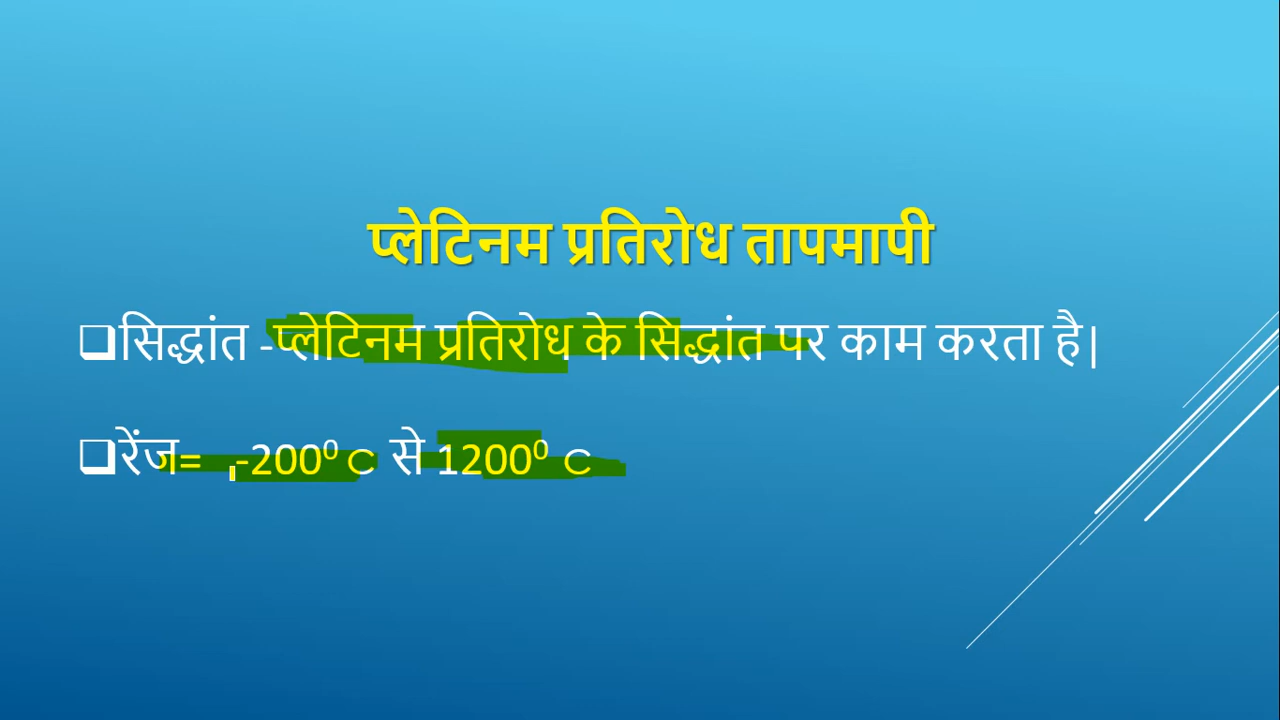 प्लेटिनम प्रतिरोध तापमापी
❑सिद्धांत -प्लेटिनम प्रतिरोध के सिद्धांत पर काम करता है|
❑रेंज= -200⁰ C से 1200⁰ C